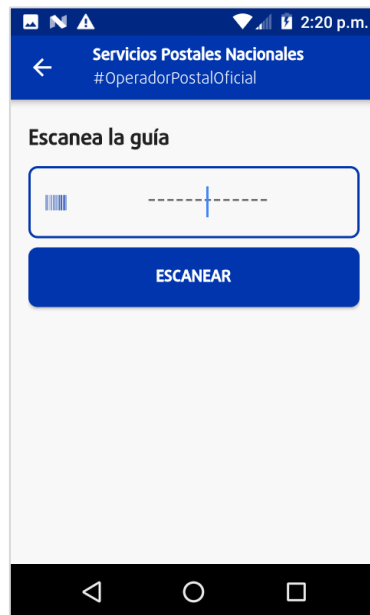 2:20 p.m.
Servicios Postales Nacionales
#OperadorPostalOficial
Escanea la guía
-------------
ESCANEAR